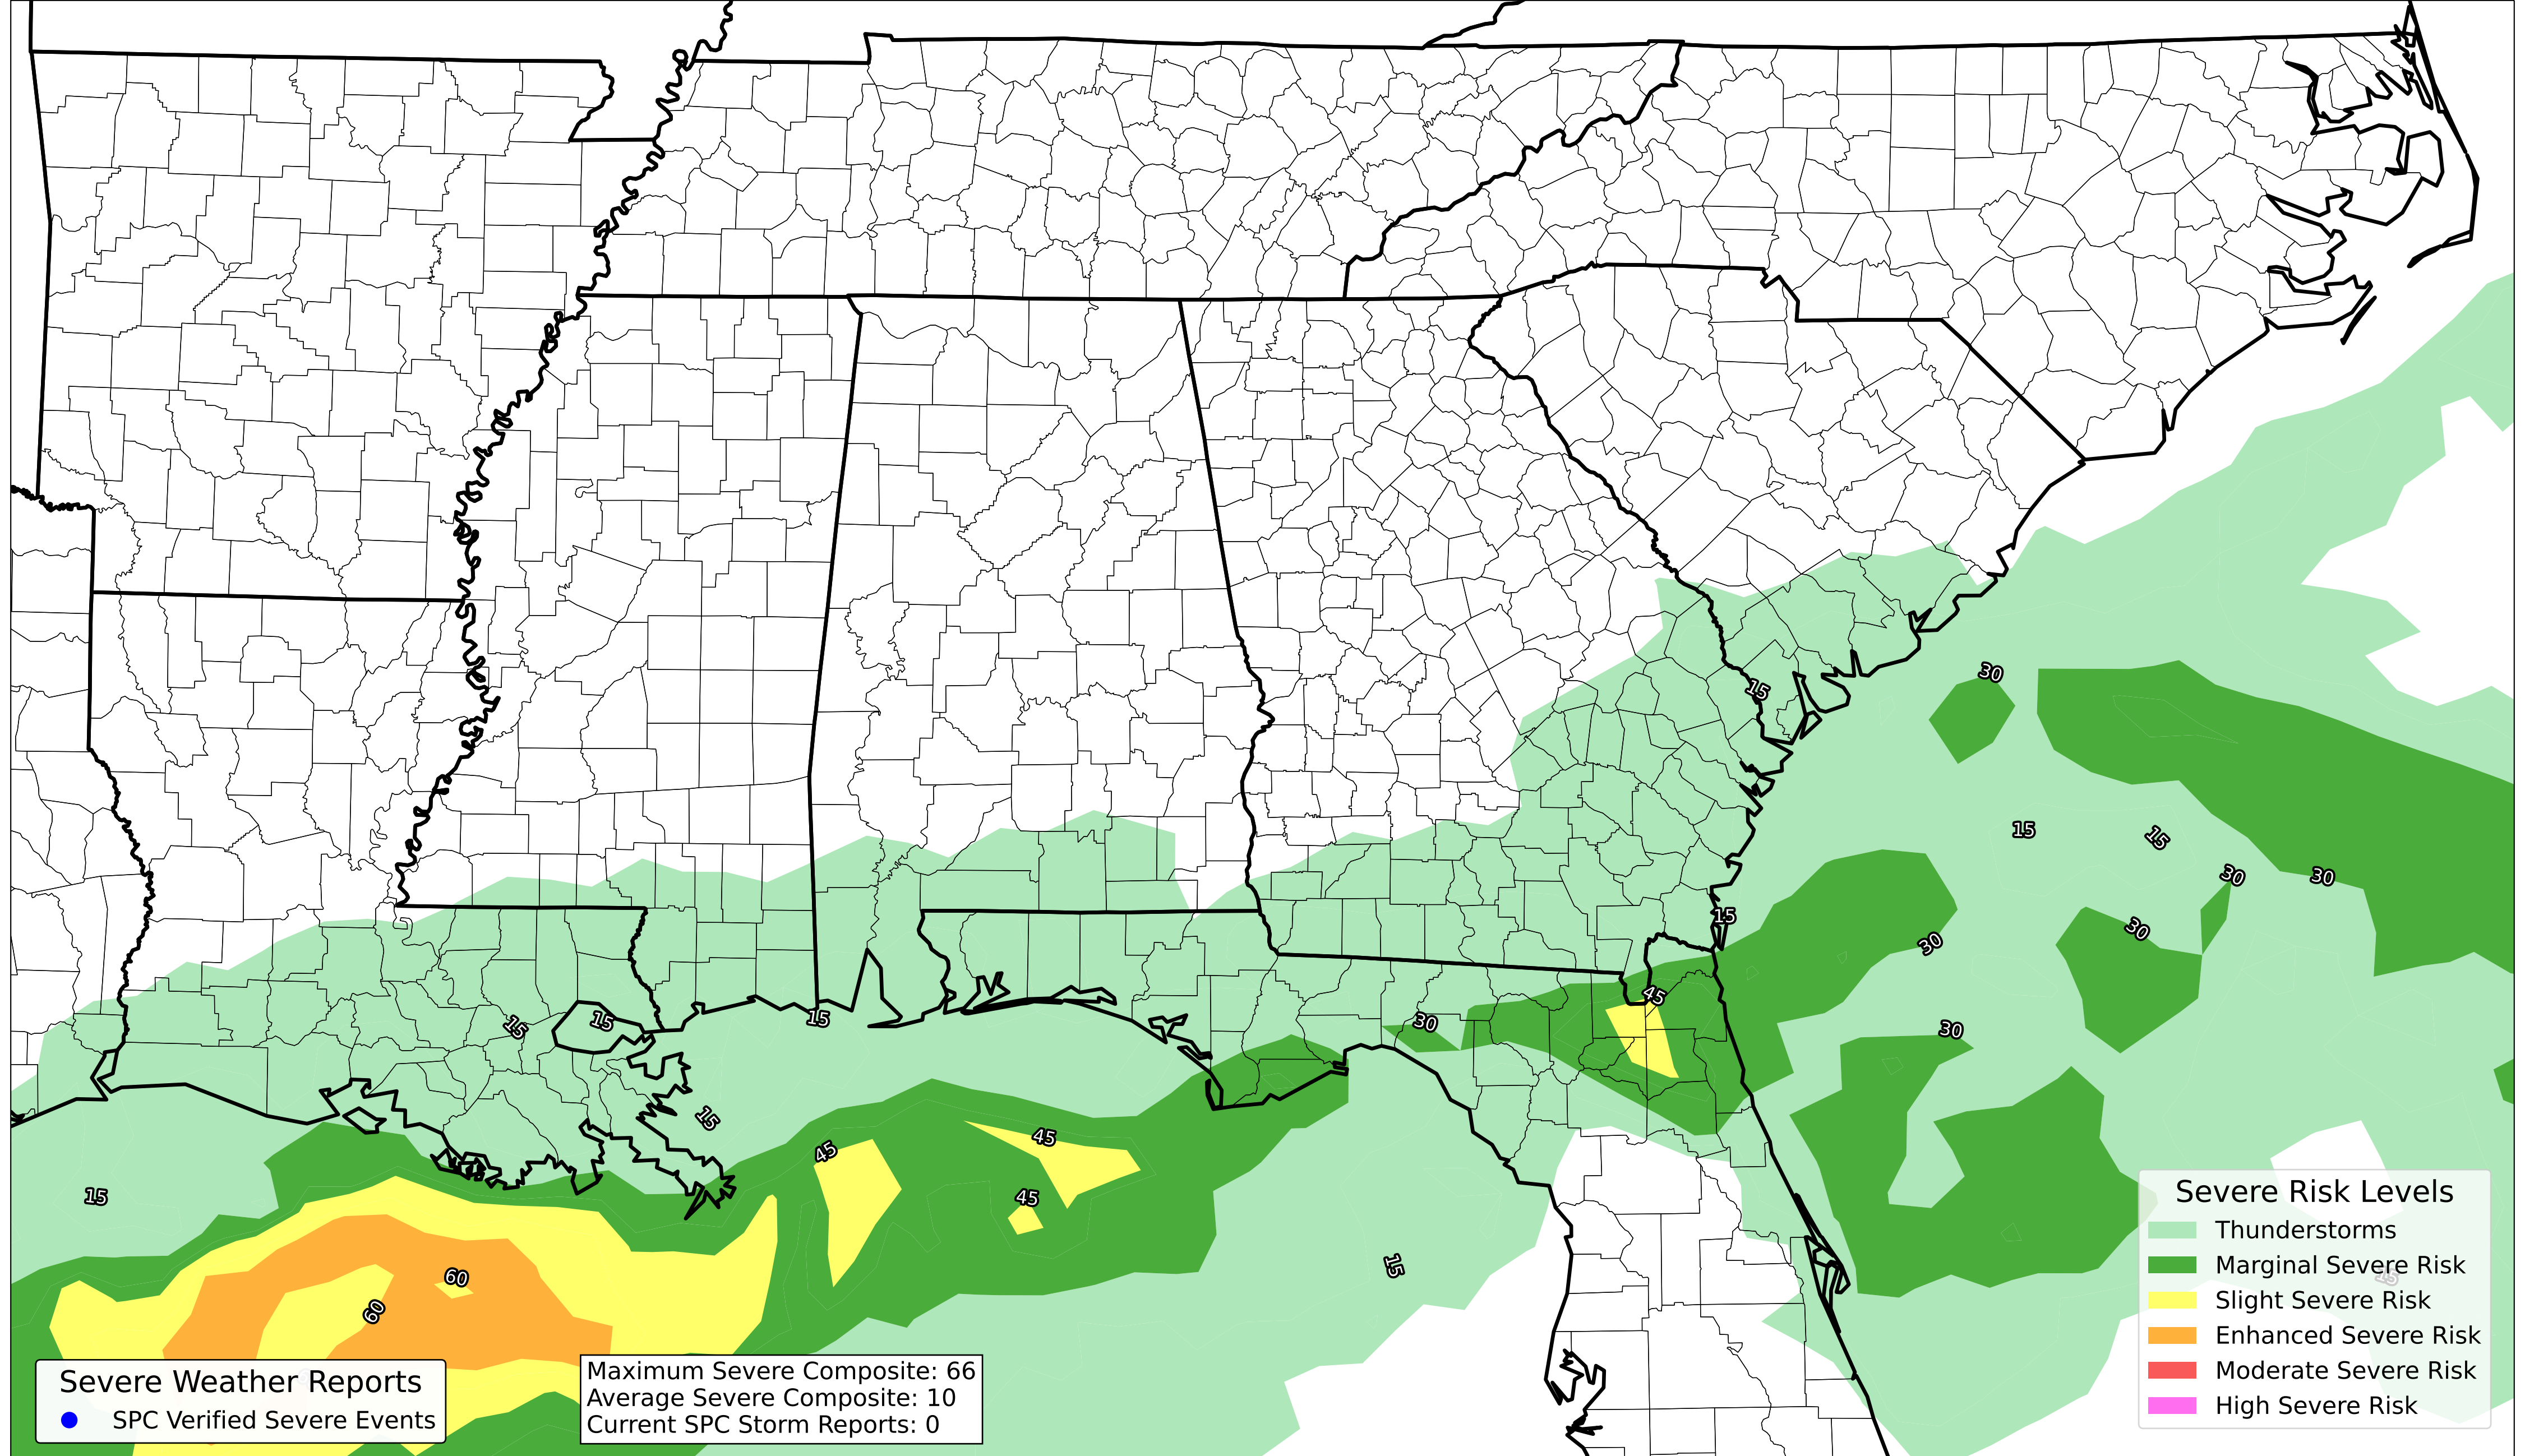 30
15
15
15
30
30
15
30
30
45
15
15
15
30
30
15
45
45
15
45
15
60
60
15
Severe Risk Levels
Thunderstorms
Marginal Severe Risk
Slight Severe Risk
Enhanced Severe Risk
Moderate Severe Risk
High Severe Risk
Severe Weather Reports
SPC Verified Severe Events
Maximum Severe Composite: 66
Average Severe Composite: 10
Current SPC Storm Reports: 0